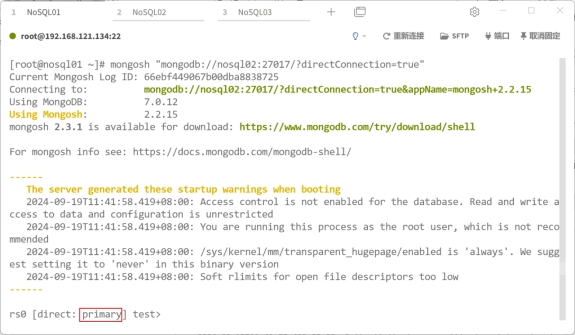 1 NoSQL01 2 NoSQL02 3 NoSQL03
root@192.168.121.134:22 重新连接 SFTP 端口 取消固定
[root@nosql01 ~]# mongosh "mongodb://nosql02:27017/?directConnection=true"
Current Mongosh Log ID: 66ebf449067b00dba8838725
Connecting to: mongodb://nosql02:27017/?directConnection=true&appName=mongosh+2.2.15
Using MongoDB: 7.0.12
Using Mongosh: 2.2.15
mongosh 2.3.1 is available for download: https://www.mongodb.com/try/download/shell
For mongosh info see: https://docs.mongodb.com/mongodb-shell/
------
The server generated these startup warnings when booting
2024-09-19T11:41:58.419+08:00: Access control is not enabled for the database. Read and write a
ccess to data and configuration is unrestricted
2024-09-19T11:41:58.419+08:00: You are running this process as the root user, which is not reco
mmended
2024-09-19T11:41:58.419+08:00: /sys/kernel/mm/transparent_hugepage/enabled is 'always'. We sugg
est setting it to 'never' in this binary version
2024-09-19T11:41:58.419+08:00: Soft rlimits for open file descriptors too low
------
rs0 [direct: primary] test>